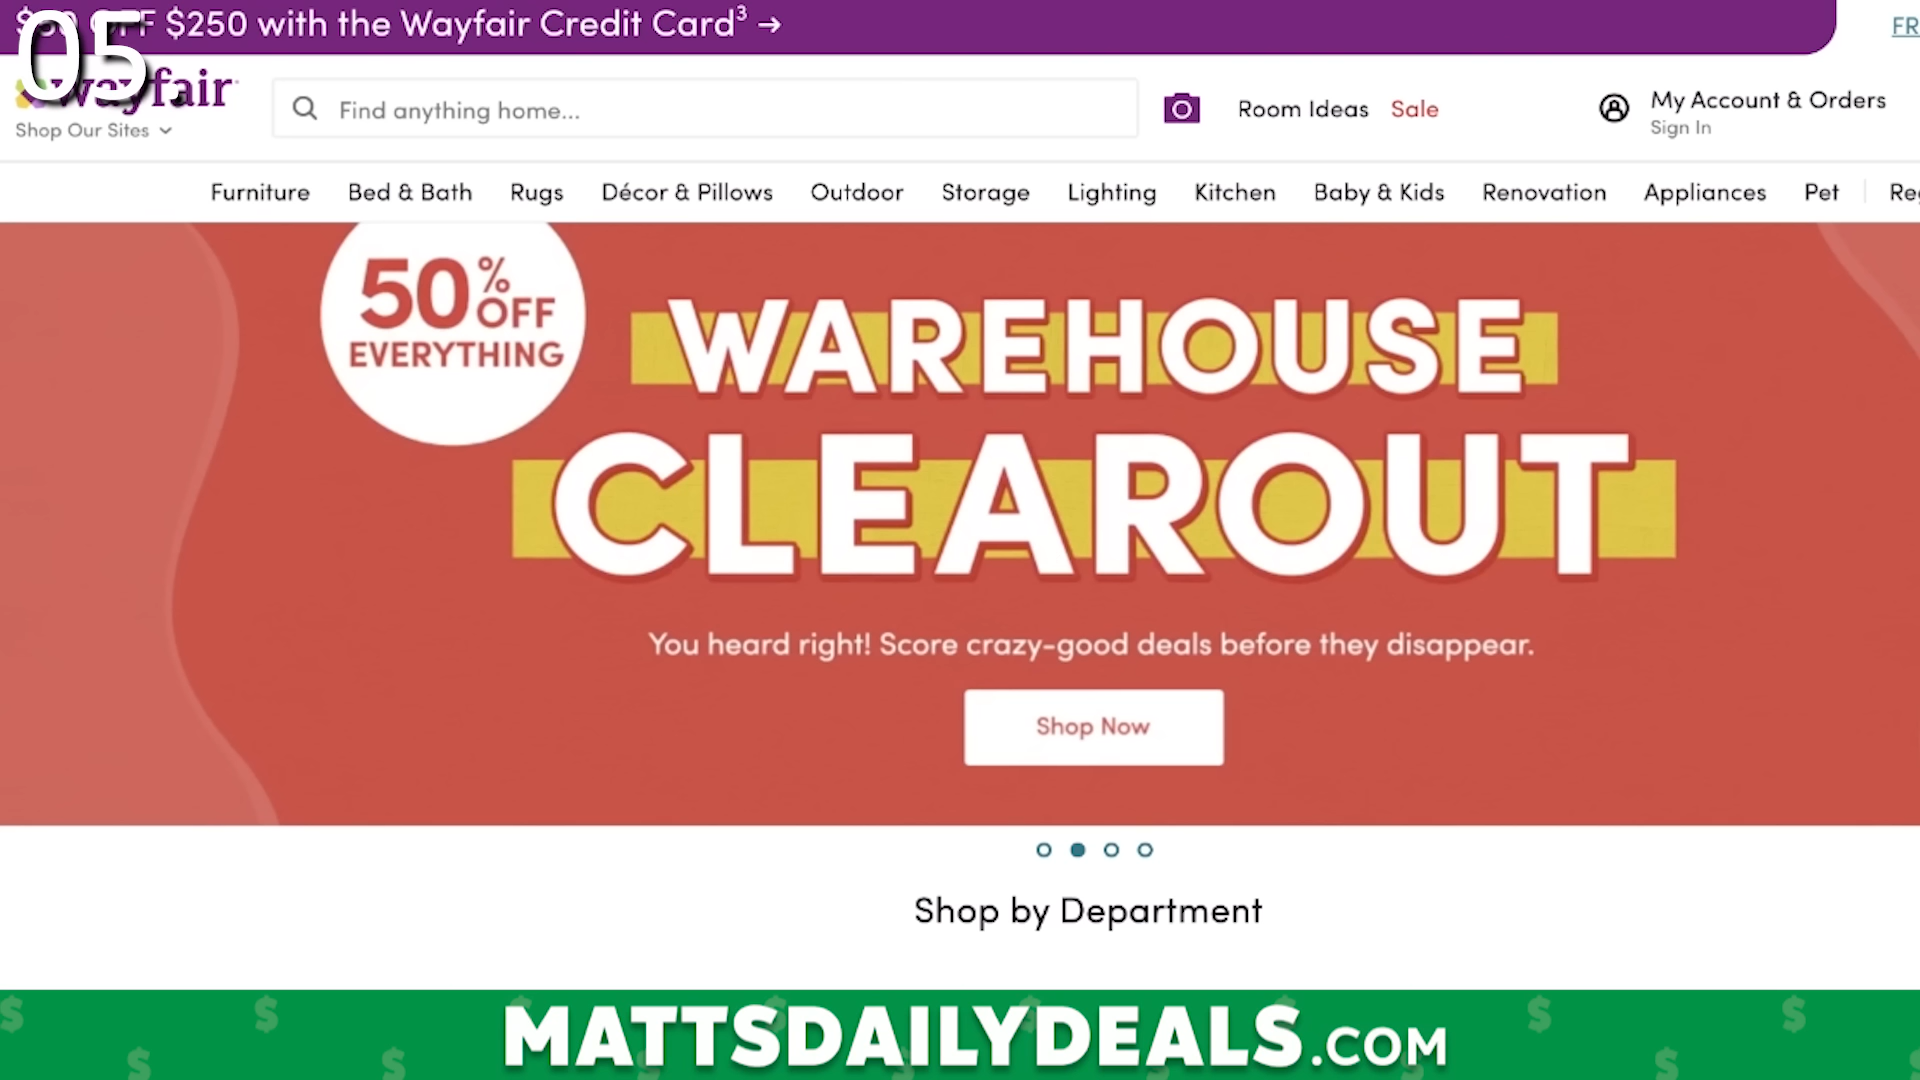 OFF $250 with the Wayfair Credit Card³ →
FR
05.
wayfair
Shop Our Sites
Find anything home...
Room Ideas Sale
My Account & Orders
Sign In
Furniture Bed & Bath Rugs Décor & Pillows Outdoor Storage Lighting Kitchen Baby & Kids Renovation Appliances Pet Reg
50% OFF
EVERYTHING
WAREHOUSE
CLEAROUT
You heard right! Score crazy-good deals before they disappear.
Shop Now
Shop by Department
MATTSDAILYDEALS.COM